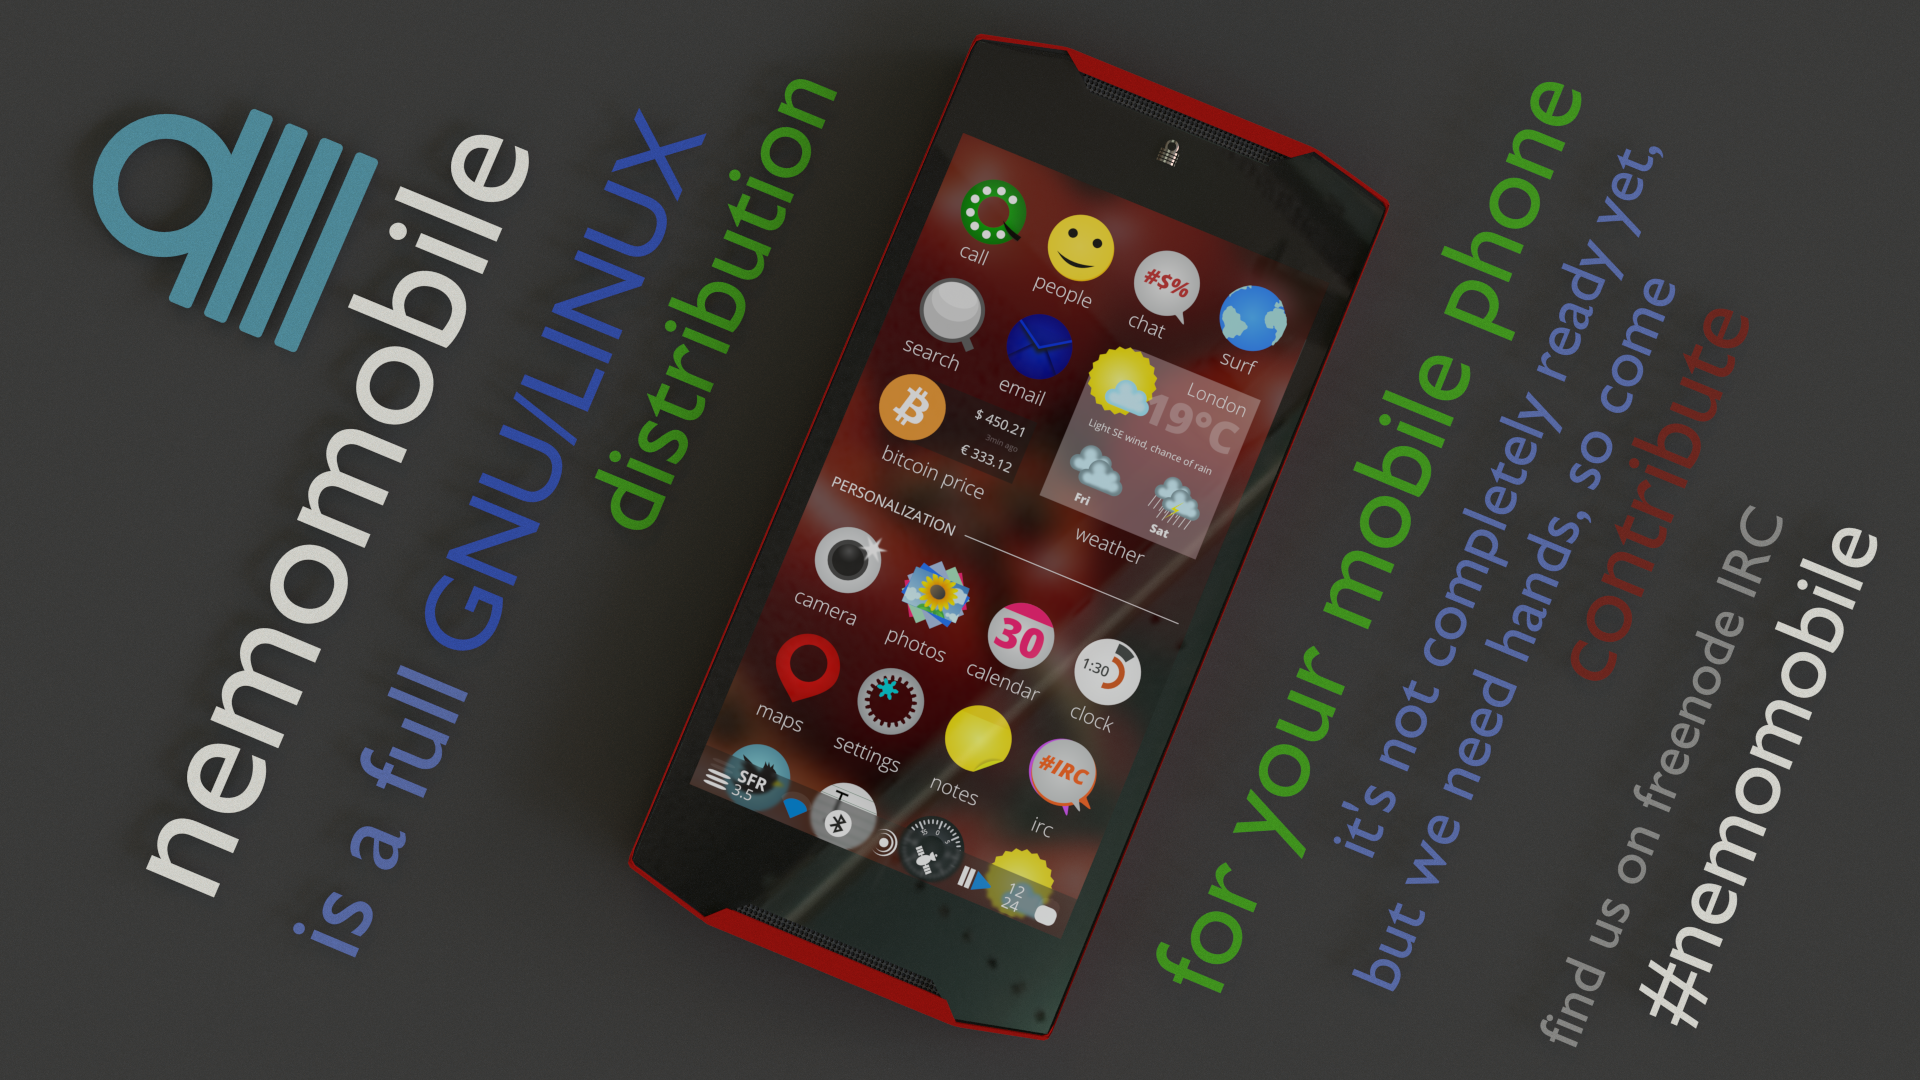 nemomobile
is a full GNU/LINUX
distribution
call
people
#$%
chat
surf
search
email
London
19°C
Light SE wind, chance of rain
Fri
Sat
weather
$ 450.21
3min ago
€ 333.12
bitcoin price
PERSONALIZATION
camera
photos
30
calendar
1:30
clock
maps
settings
notes
#IRC
irc
SFR
3.5
12
24
for your mobile phone
it's not completely ready yet,
but we need hands, so come
contribute
find us on freenode IRC
#nemomobile